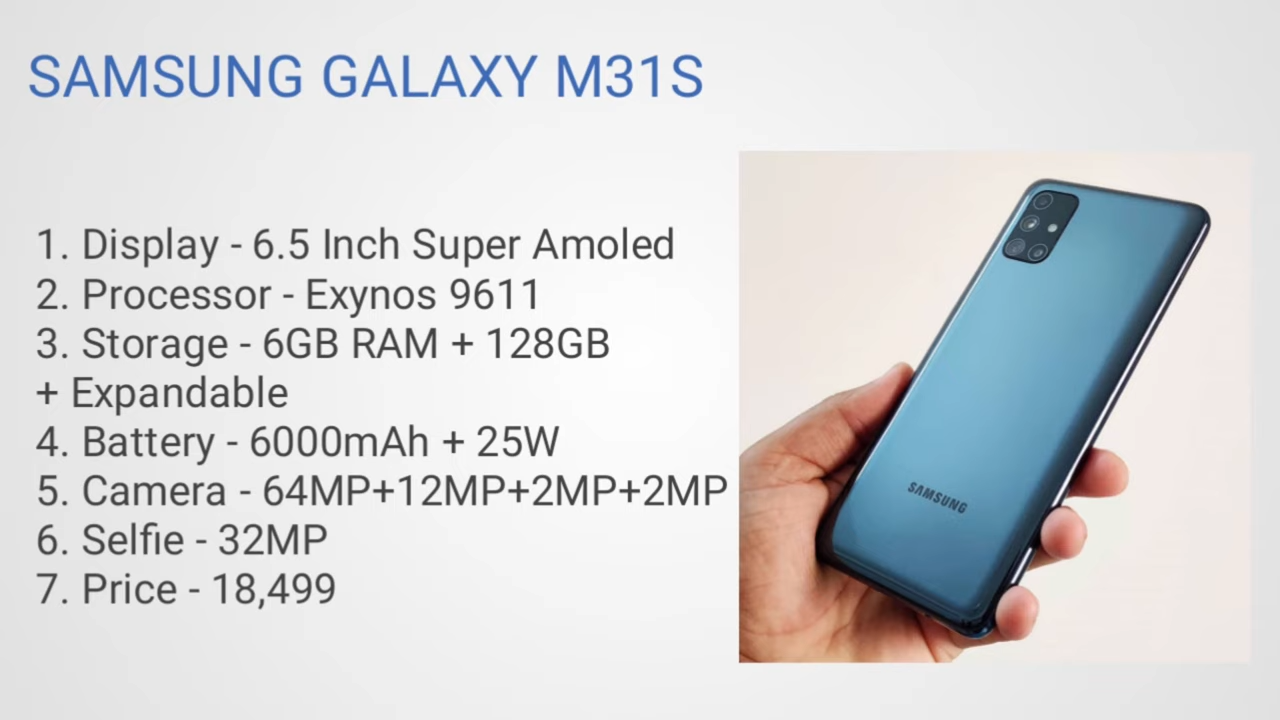 SAMSUNG GALAXY M31S
1. Display - 6.5 Inch Super Amoled
2. Processor - Exynos 9611
3. Storage - 6GB RAM + 128GB
+ Expandable
4. Battery - 6000mAh + 25W
5. Camera - 64MP+12MP+2MP+2MP
6. Selfie - 32MP
7. Price - 18,499
SAMSUNG